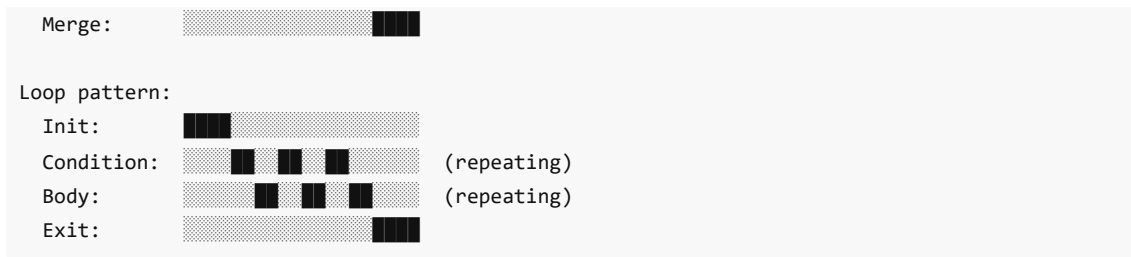 Merge: ░░░░░░░░░░░░░░░░████
Loop pattern:
Init: ████░░░░░░░░░░░░░░░░
Condition: ░░░░██░░██░░██░░░░░░ (repeating)
Body: ░░░░░░██░░██░░██░░░░ (repeating)
Exit: ░░░░░░░░░░░░░░░░████